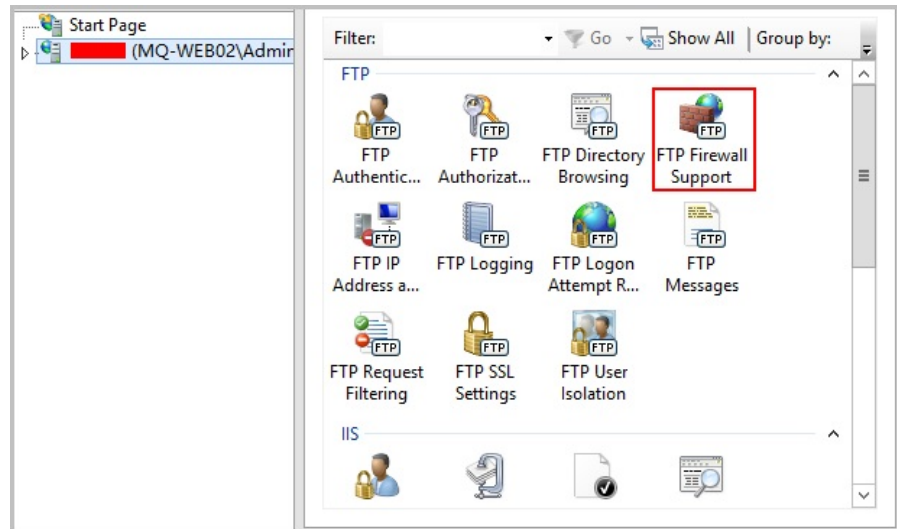 Start Page
(MQ-WEB02\Admir
Filter:
Go
Show All
Group by:
FTP
FTP FTP FTP FTP
FTP Authentic...
FTP Authorizat...
FTP Directory Browsing
FTP Firewall Support
FTP FTP FTP FTP
FTP IP Address a...
FTP Logging
FTP Logon Attempt R...
FTP Messages
FTP FTP FTP
FTP Request Filtering
FTP SSL Settings
FTP User Isolation
IIS